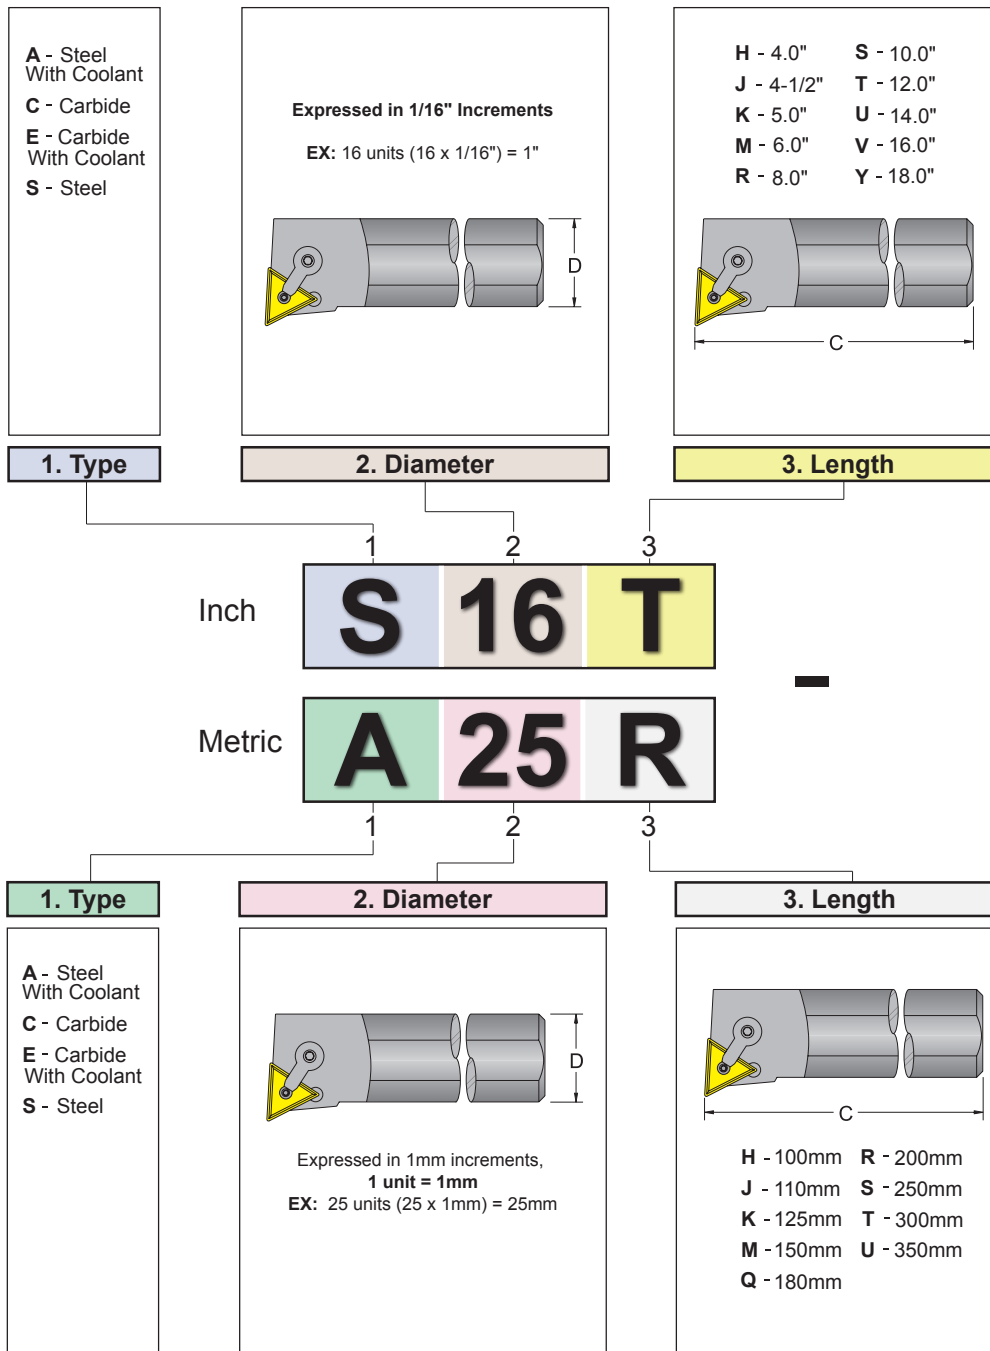 A - Steel
With Coolant
C - Carbide
E - Carbide
With Coolant
S - Steel
Expressed in 1/16" Increments
EX: 16 units (16 x 1/16") = 1"
D
H - 4.0" S - 10.0"
J - 4-1/2" T - 12.0"
K - 5.0" U - 14.0"
M - 6.0" V - 16.0"
R - 8.0" Y - 18.0"
C
1. Type
2. Diameter
3. Length
1 2 3
Inch S 16 T
-
Metric A 25 R
1 2 3
1. Type
2. Diameter
3. Length
A - Steel
With Coolant
C - Carbide
E - Carbide
With Coolant
S - Steel
D
Expressed in 1mm increments,
1 unit = 1mm
EX: 25 units (25 x 1mm) = 25mm
C
H - 100mm R - 200mm
J - 110mm S - 250mm
K - 125mm T - 300mm
M - 150mm U - 350mm
Q - 180mm